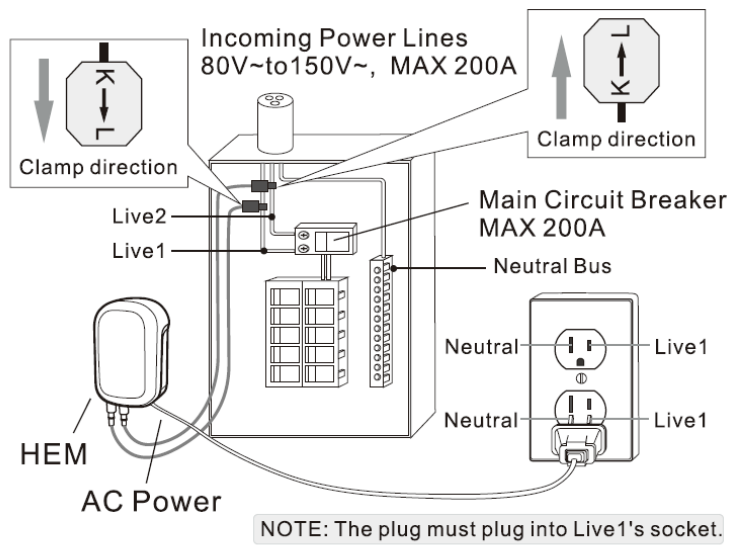 Incoming Power Lines
80V~to150V~, MAX 200A
K→L
Clamp direction
K→L
Clamp direction
Live2
Live1
Main Circuit Breaker
MAX 200A
Neutral Bus
Neutral
Live1
Neutral
Live1
HEM
AC Power
NOTE: The plug must plug into Live1's socket.